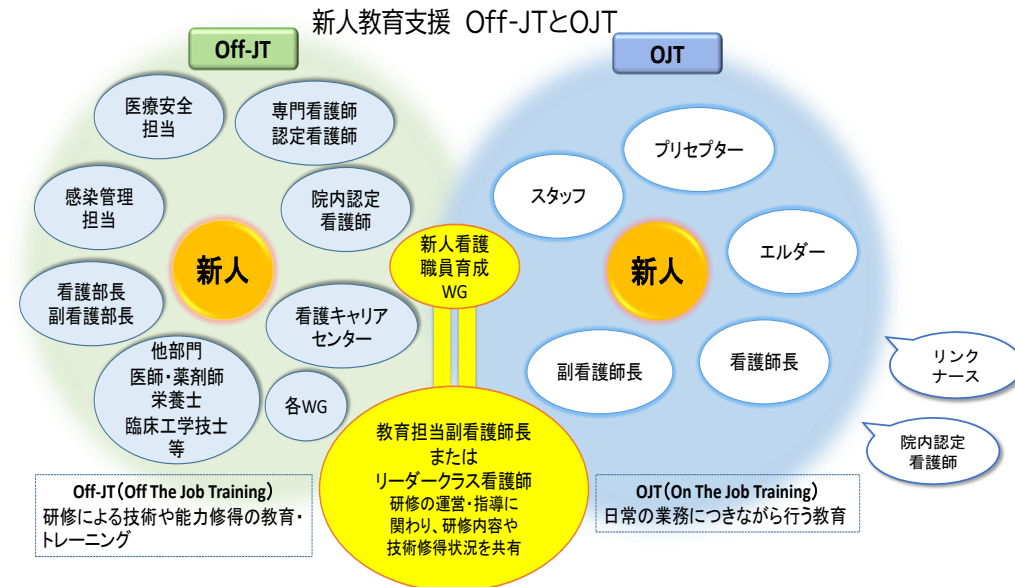 新人教育支援 Off-JTとOJT
Off-JT
医療安全
担当
専門看護師
認定看護師
感染管理
担当
院内認定
看護師
新人
看護部長
副看護部長
看護キャリア
センター
他部門
医師・薬剤師
栄養士
臨床工学技士
等
各WG
新人看護
職員育成
WG
教育担当副看護師長
または
リーダークラス看護師
研修の運営・指導に
関わり、研修内容や
技術修得状況を共有
OJT
プリセプター
スタッフ
エルダー
新人
副看護師長
看護師長
リンク
ナース
院内認定
看護師
Off-JT(Off The Job Training)
研修による技術や能力修得の教育・
トレーニング
OJT(On The Job Training)
日常の業務につきながら行う教育